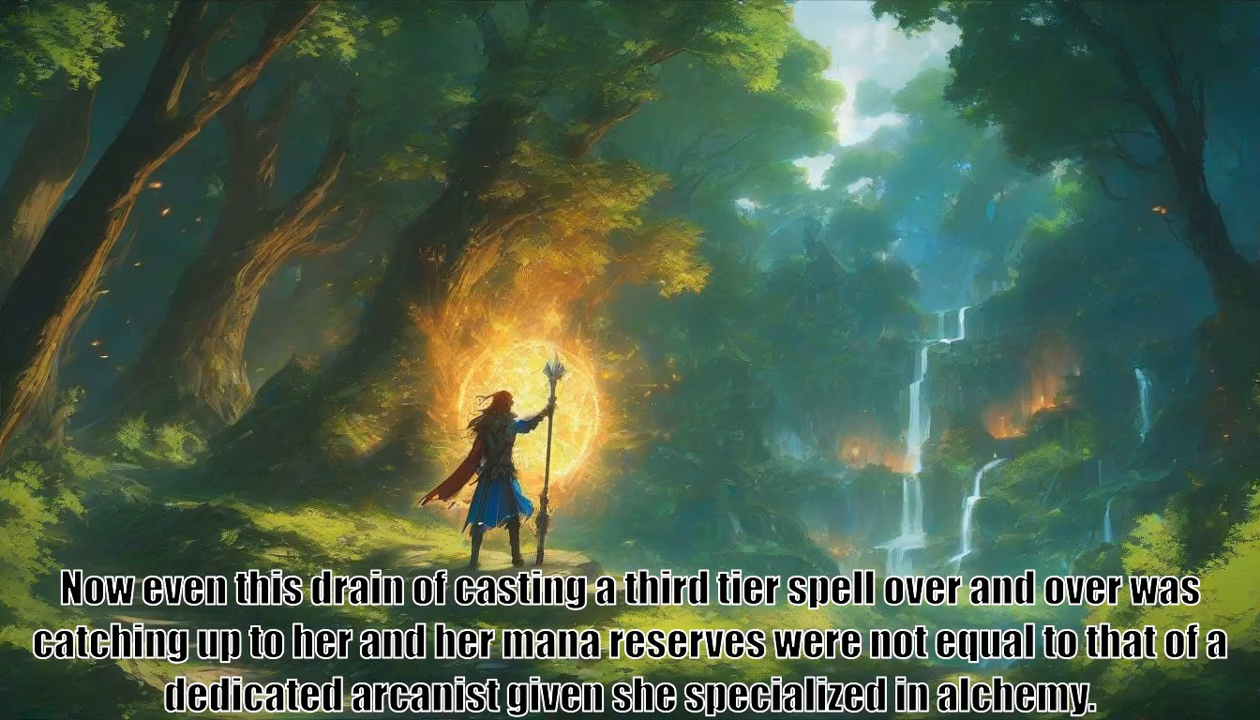 Now even this drain of casting a third tier spell over and over was
catching up to her and her mana reserves were not equal to that of a
dedicated arcanist given she specialized in alchemy.